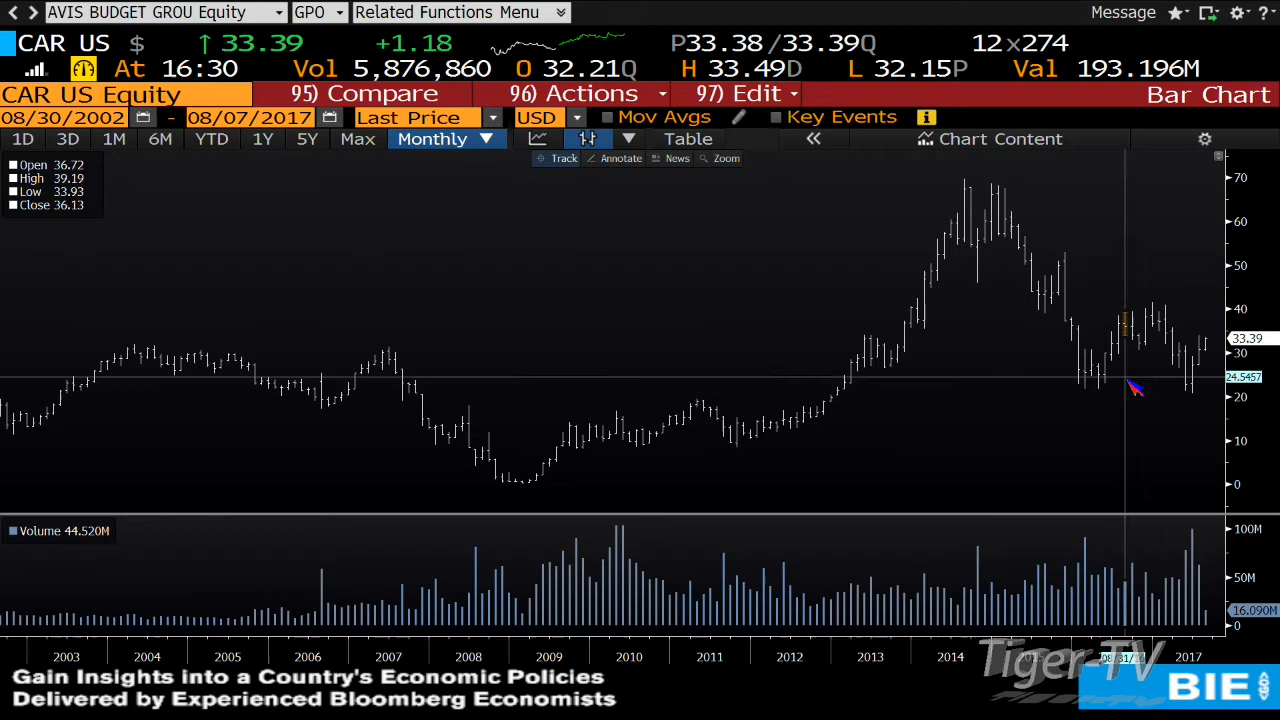 AVIS BUDGET GROU Equity GPO Related Functions Menu Message ?
CAR US $ ↑ 33.39 +1.18 P33.38/33.39Q 12x274
At 16:30 Vol 5,876,860 O 32.21Q H 33.49D L 32.15P Val 193.196M
CAR US Equity 95) Compare 96) Actions 97) Edit Bar Chart
08/30/2002 - 08/07/2017 Last Price USD Mov Avgs Key Events i
1D 3D 1M 6M YTD 1Y 5Y Max Monthly Table « Chart Content
Track Annotate News Zoom
Open 36.72
High 39.19
Low 33.93
Close 36.13
70
60
50
40
33.39
30
24.5457
20
10
0
Volume 44.520M
100M
50M
16.090M
0
2003 2004 2005 2006 2007 2008 2009 2010 2011 2012 2013 2014 2017
Tiger-TV
Gain Insights into a Country's Economic Policies
Delivered by Experienced Bloomberg Economists
BIE